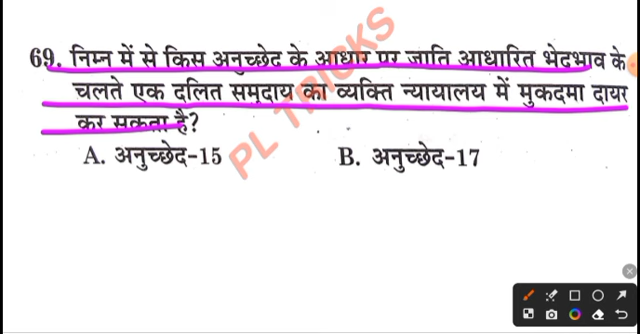 69. निम्न में से किस अनुच्छेद के आधार पर जाति आधारित भेदभाव के
चलते एक दलित समुदाय का व्यक्ति न्यायालय में मुकदमा दायर
कर सकता है?
A. अनुच्छेद-15 B. अनुच्छेद-17
PL TRICKS